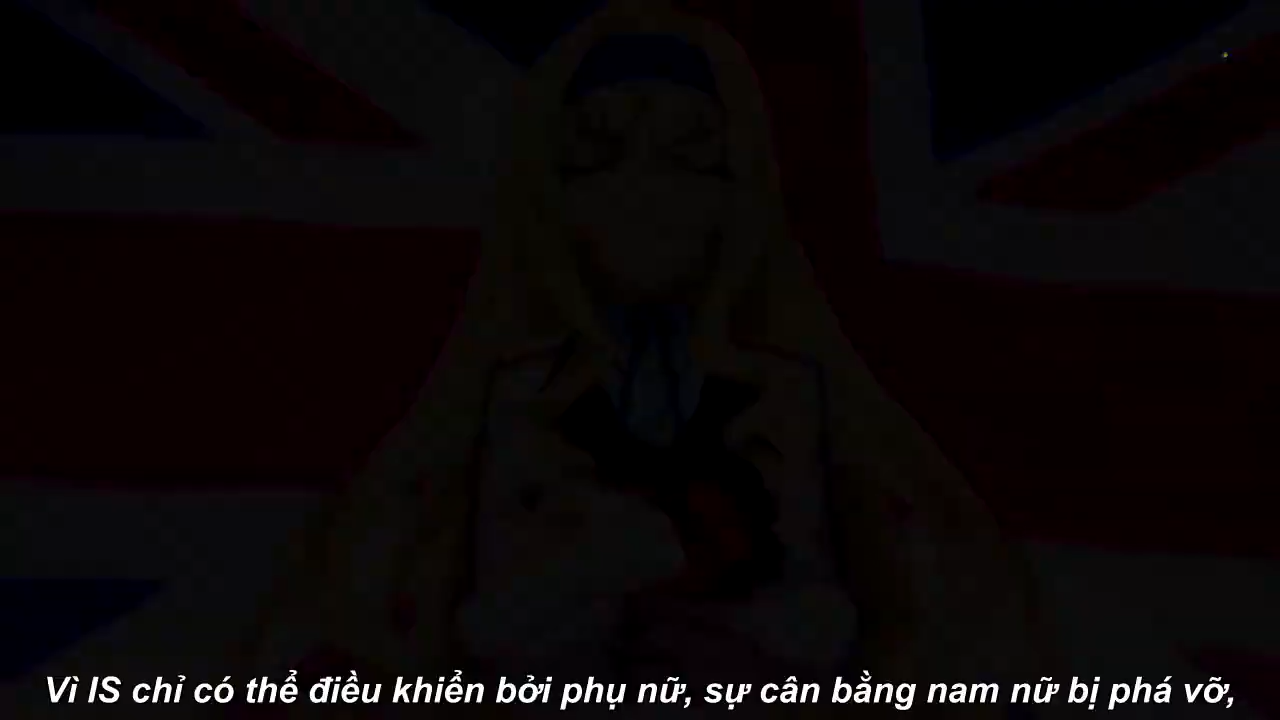 Vì IS chỉ có thể điều khiển bởi phụ nữ, sự cân bằng nam nữ bị phá vỡ,